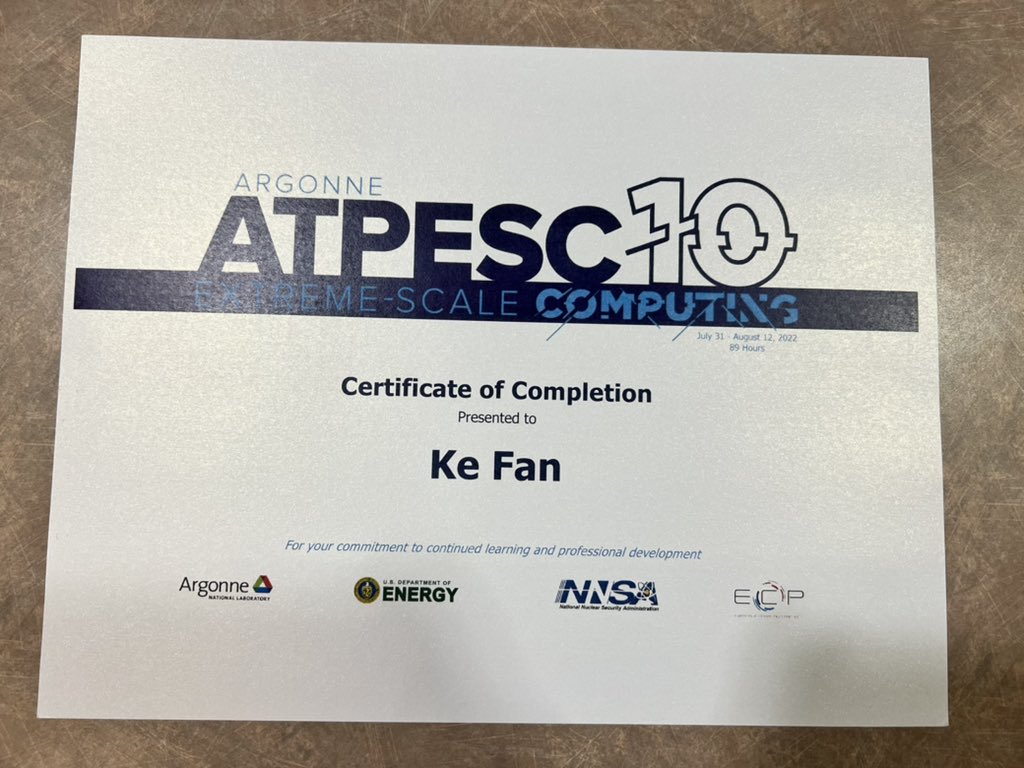 ARGONNE
ATPESC10
EXTREME-SCALE COMPUTING
July 31 - August 12, 2022
89 Hours
Certificate of Completion
Presented to
Ke Fan
For your commitment to continued learning and professional development
Argonne
NATIONAL LABORATORY
U.S. DEPARTMENT OF
ENERGY
NNSA
National Nuclear Security Administration
ECP